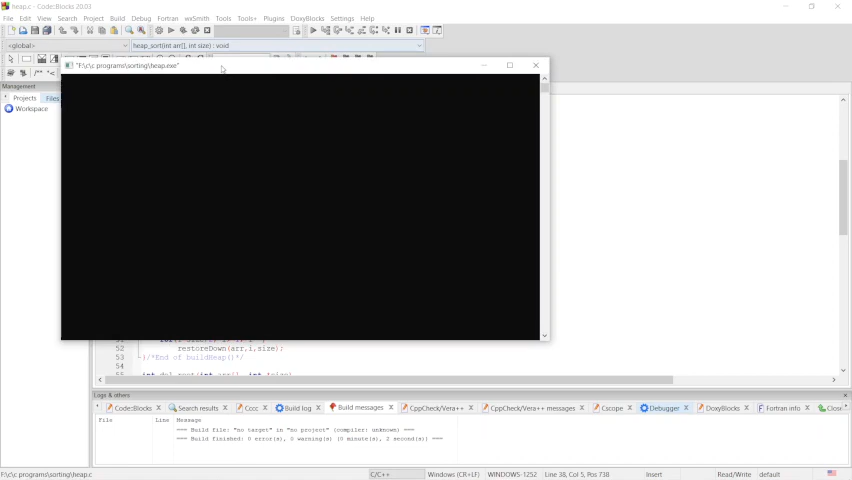 heap.c - Code::Blocks 20.03
File Edit View Search Project Build Debug Fortran wxSmith Tools Tools+ Plugins DoxyBlocks Settings Help
<global>
heap_sort(int arr[], int size) : void
"F:\c\c programs\sorting\heap.exe"
Management
Projects Files
Workspace
52 restoreDown(arr,i,size);
53 }/*End of buildHeap()*/
54
Logs & others
Code::Blocks Search results Cccc Build log Build messages CppCheck/Vera++ CppCheck/Vera++ messages Cscope Debugger DoxyBlocks Fortran info
File Line Message
=== Build file: "no target" in "no project" (compiler: unknown) ===
=== Build finished: 0 error(s), 0 warning(s) (0 minute(s), 2 second(s)) ===
F:\c\c programs\sorting\heap.c C/C++ Windows (CR+LF) WINDOWS-1252 Line 38, Col 5, Pos 738 Insert Read/Write default